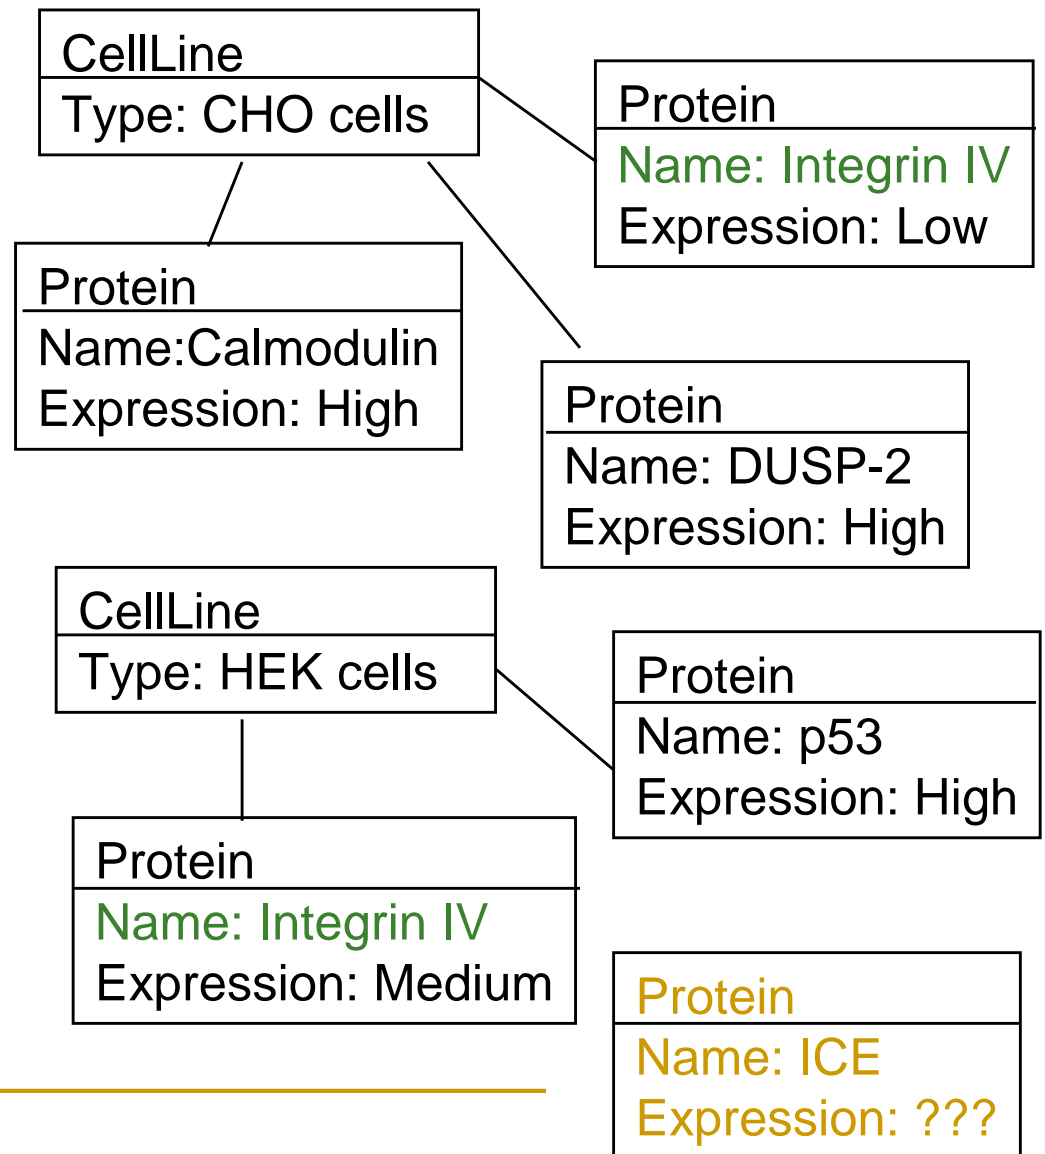 CellLine
Type: CHO cells
Protein
Name: Integrin IV
Expression: Low
Protein
Name:Calmodulin
Expression: High
Protein
Name: DUSP-2
Expression: High
CellLine
Type: HEK cells
Protein
Name: p53
Expression: High
Protein
Name: Integrin IV
Expression: Medium
Protein
Name: ICE
Expression: ???